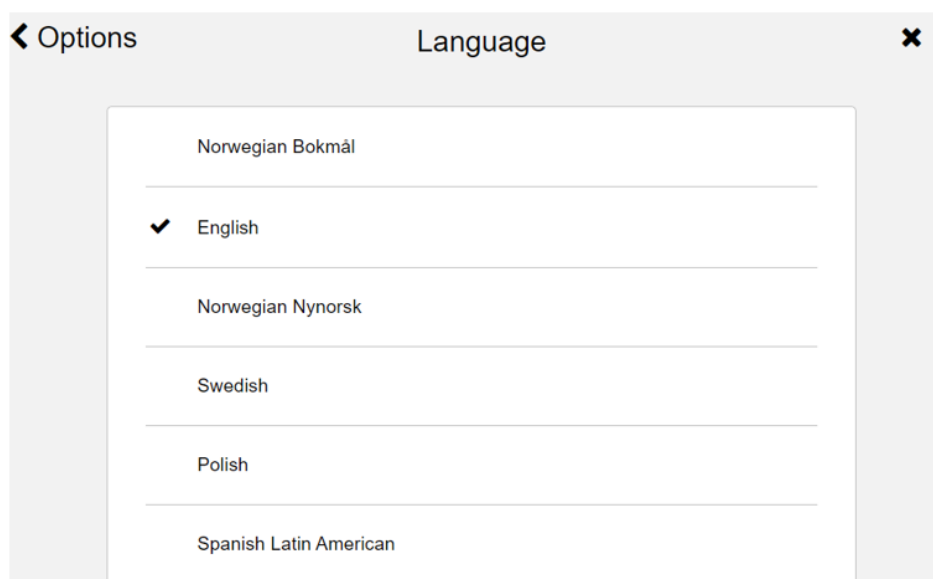 Options
Language
Norwegian Bokmål
English
Norwegian Nynorsk
Swedish
Polish
Spanish Latin American